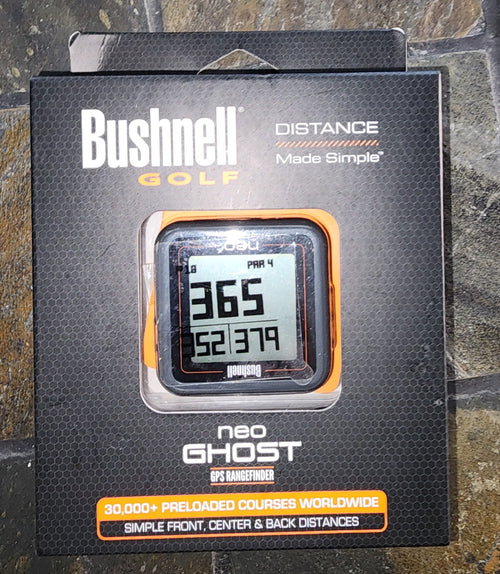 Bushnell®
GOLF
DISTANCE
Made Simple™
neo
18 PAR 4
365
352 379
Bushnell
neo
GHOST
GPS RANGEFINDER
30,000+ PRELOADED COURSES WORLDWIDE
SIMPLE FRONT, CENTER & BACK DISTANCES